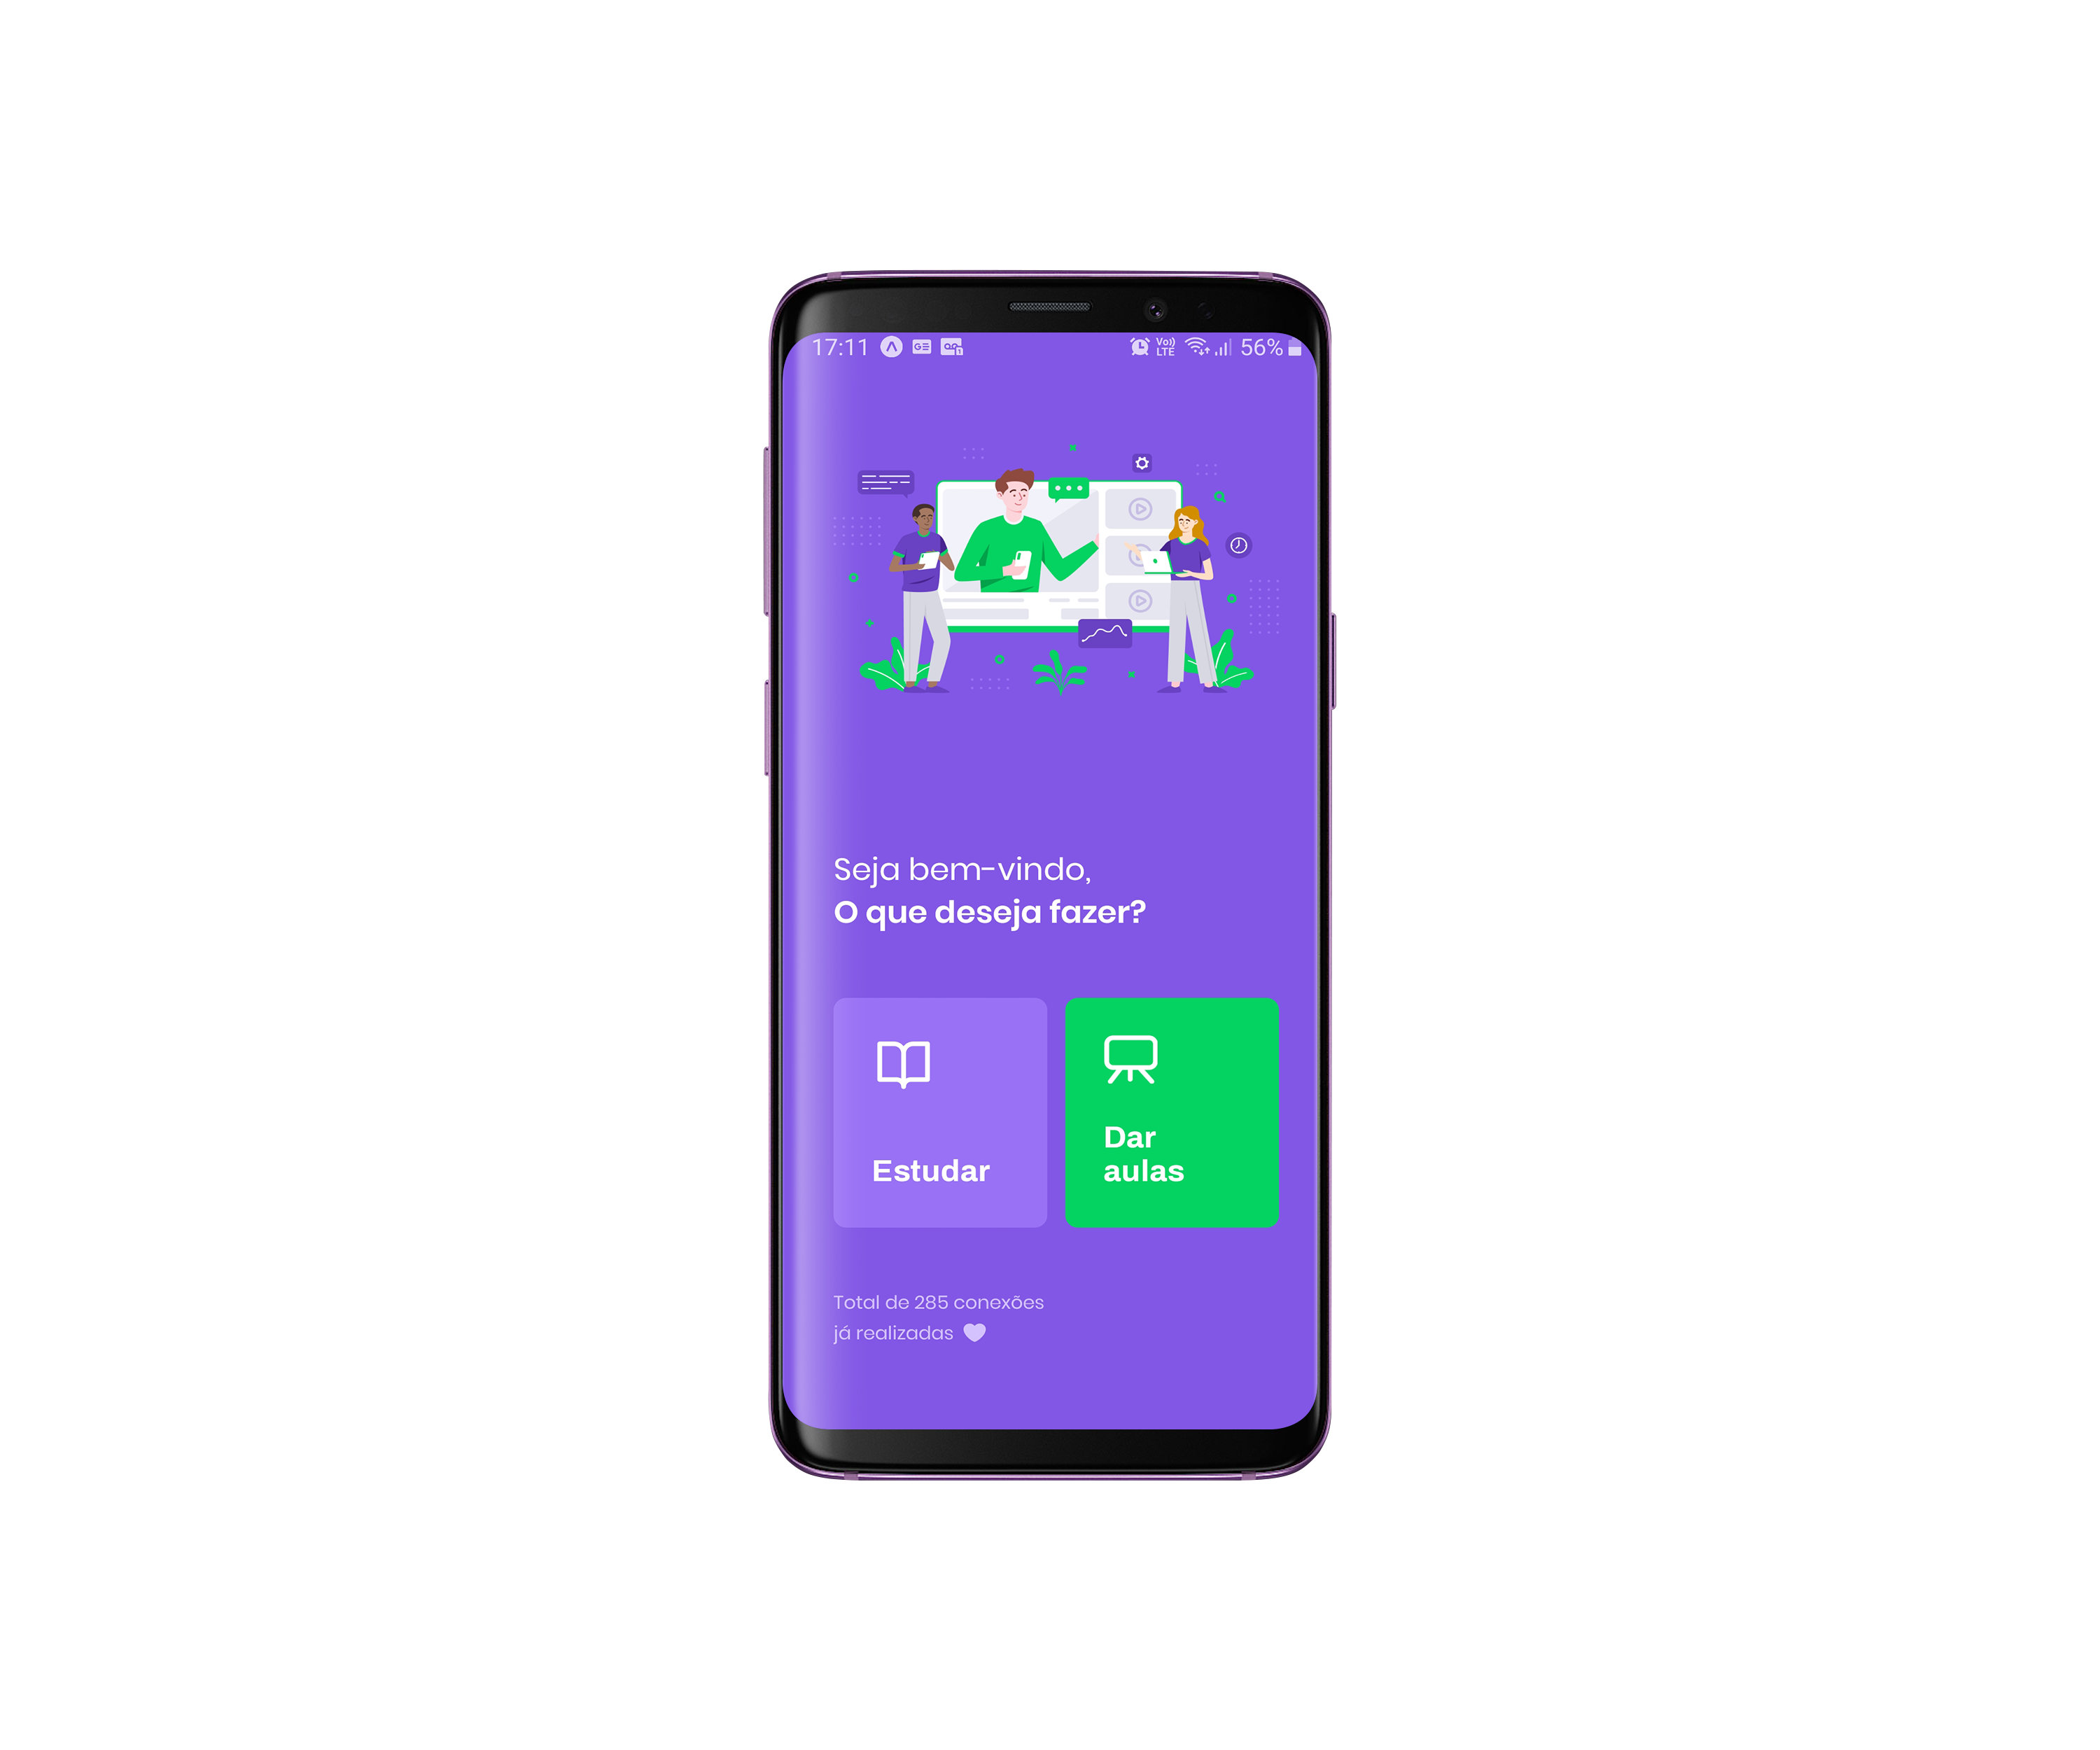 17:11 GE Vo)) LTE 56%
Seja bem-vindo,
O que deseja fazer?
Estudar
Dar
aulas
Total de 285 conexões
já realizadas